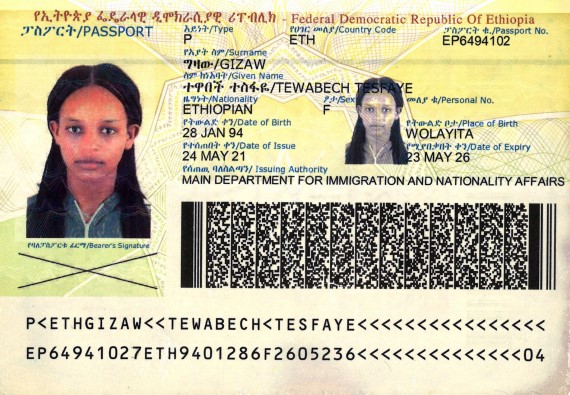 የኢትዮጵያ ፌዴራላዊ ዲሞክራሲያዊ ሪፐብሊክ - Federal Democratic Republic Of Ethiopia
ፓስፖርት/PASSPORT
ዓይነት/Type
የሀገር መለያ/Country Code
ፓስፖርት ቁ./Passport No.
P
ETH
EP6494102
የአያት ስም/Surname
ግዛው/GIZAW
ስም ከነአባት/Given Name
ተዋበች ተስፋዬ/TEWABECH TESFAYE
ዜግነት/Nationality
ፆታ/Sex
መለያ ቁ./Personal No.
ETHIOPIAN
F
የትውልድ ቀን/Date of Birth
የትውልድ ቦታ/Place of Birth
28 JAN 94
WOLAYITA
የተሰጠበት ቀን/Date of Issue
የሚያበቃበት ቀን/Date of Expiry
24 MAY 21
23 MAY 26
የሰጠዉ ባለስልጣን/ Issuing Authority
MAIN DEPARTMENT FOR IMMIGRATION AND NATIONALITY AFFAIRS
የባለፓስፖርቱ ፊርማ/Bearer's Signature
P<ETHGIZAW<<TEWABECH<TESFAYE<<<<<<<<<<<<<<<<
EP64941027ETH9401286F2605236<<<<<<<<<<<<<<04